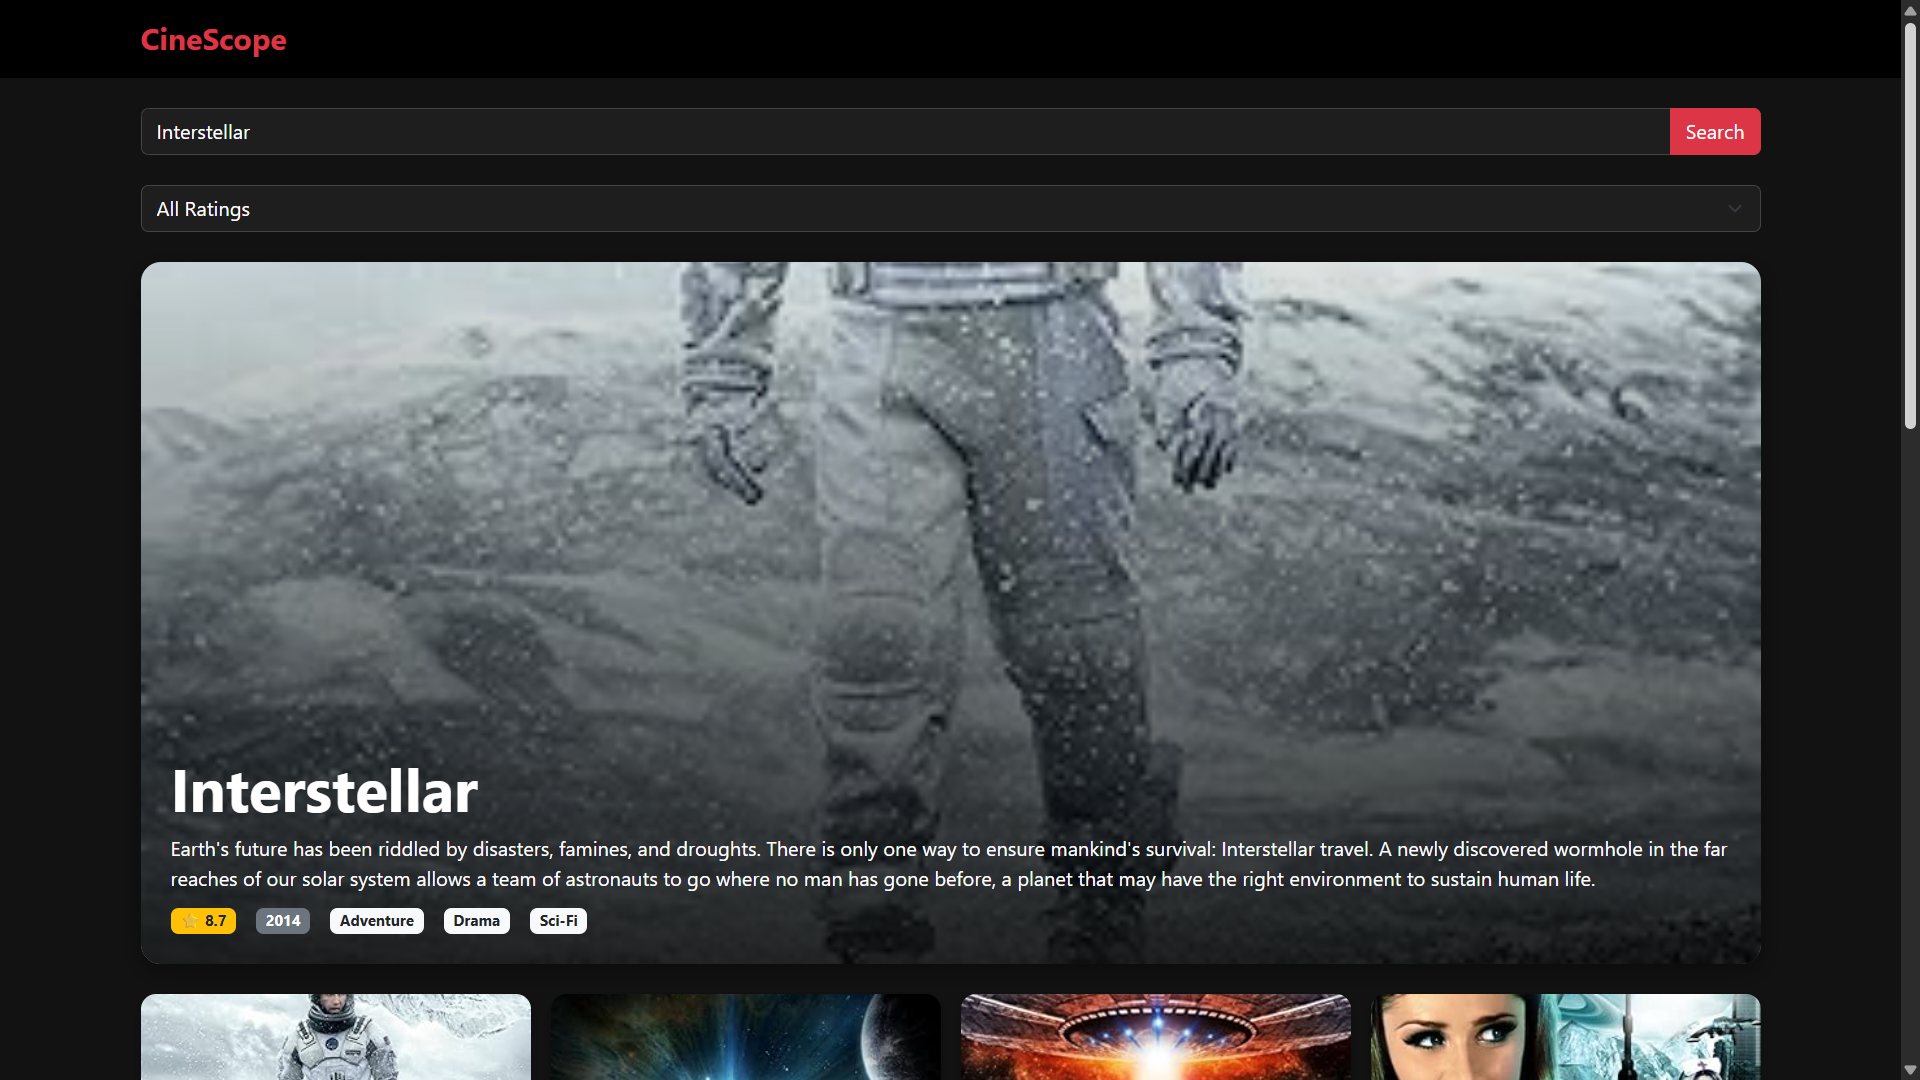 CineScope
Interstellar
Search
All Ratings
Interstellar
Earth's future has been riddled by disasters, famines, and droughts. There is only one way to ensure mankind's survival: Interstellar travel. A newly discovered wormhole in the far
reaches of our solar system allows a team of astronauts to go where no man has gone before, a planet that may have the right environment to sustain human life.
⭐ 8.7 2014 Adventure Drama Sci-Fi